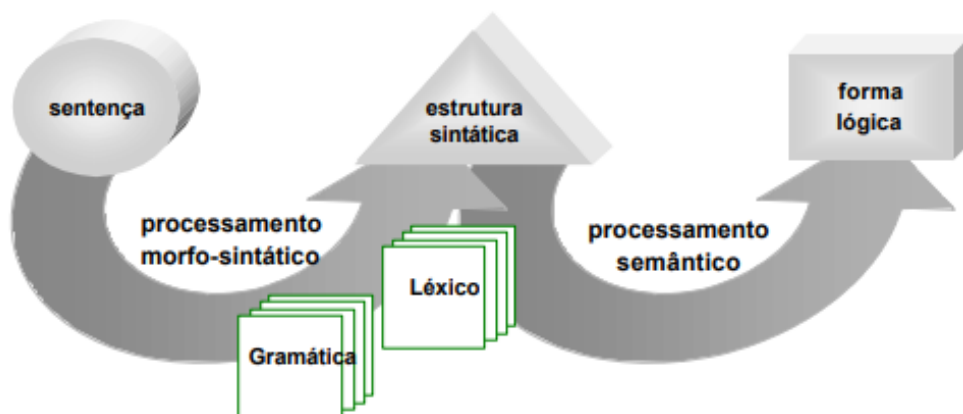 sentença
estrutura
sintática
forma
lógica
processamento
morfo-sintático
processamento
semântico
Léxico
Gramática